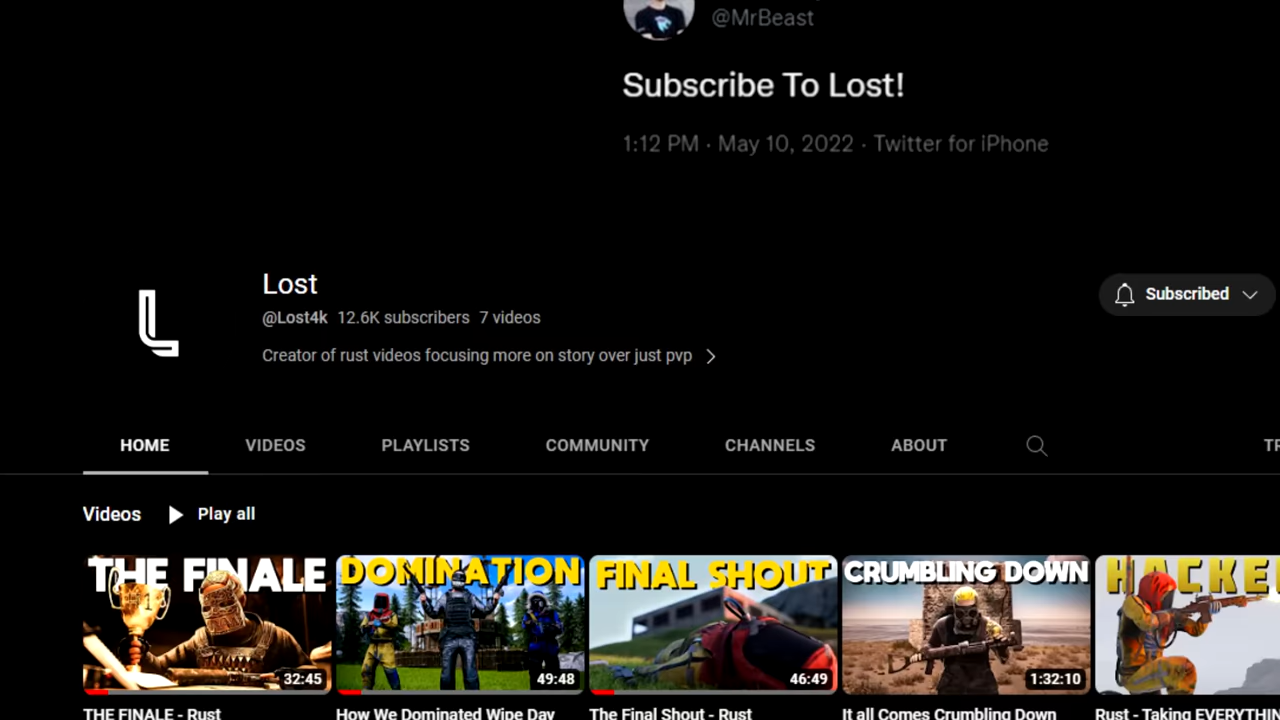 @MrBeast
Subscribe To Lost!
1:12 PM · May 10, 2022 · Twitter for iPhone
Lost
@Lost4k 12.6K subscribers 7 videos
Subscribed
Creator of rust videos focusing more on story over just pvp
HOME VIDEOS PLAYLISTS COMMUNITY CHANNELS ABOUT
Videos Play all
THE FINALE DOMINATION FINAL SHOUT CRUMBLING DOWN
32:45 49:48 46:49 1:32:10
THE FINALE - Rust How We Dominated Wipe Day The Final Shout - Rust It all Comes Crumbling Down Rust - Taking